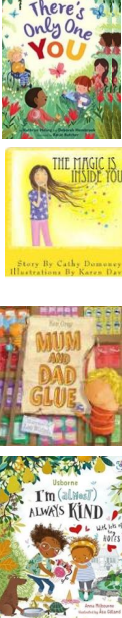 There's
Only One
YOU
THE MAGIC IS
INSIDE YOU
Story By Cathy Domoney
Illustrations By Karen Dav
MUM
AND
DAD
GLUE
Usborne
I'm (almost)
ALWAYS KIND